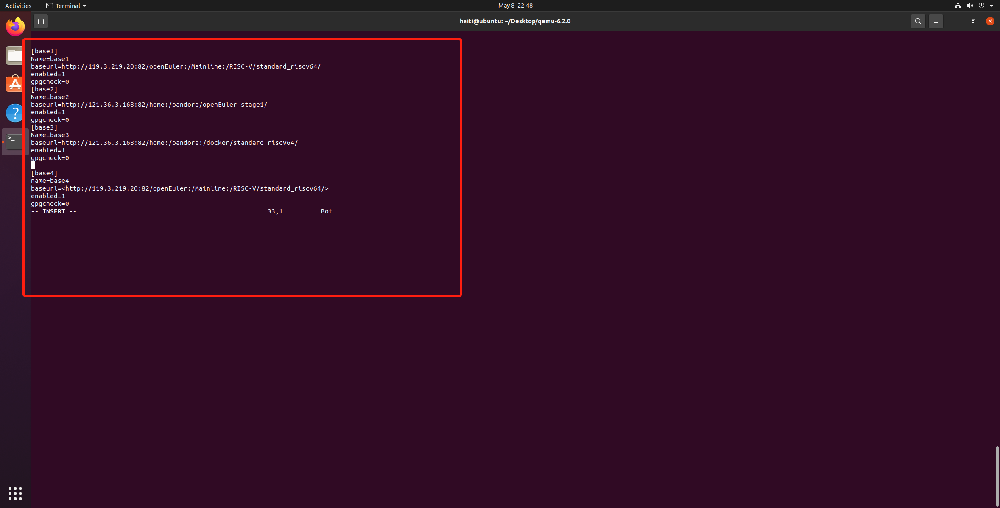 Activities
Terminal
May 8 22:48
haiti@ubuntu: ~/Desktop/qemu-6.2.0
[base1]
Name=base1
baseurl=http://119.3.219.20:82/openEuler:/Mainline:/RISC-V/standard_riscv64/
enabled=1
gpgcheck=0
[base2]
Name=base2
baseurl=http://121.36.3.168:82/home:/pandora/openEuler_stage1/
enabled=1
gpgcheck=0
[base3]
Name=base3
baseurl=http://121.36.3.168:82/home:/pandora:/docker/standard_riscv64/
enabled=1
gpgcheck=0
[base4]
name=base4
baseurl=<http://119.3.219.20:82/openEuler:/Mainline:/RISC-V/standard_riscv64/>
enabled=1
gpgcheck=0
-- INSERT -- 33,1 Bot